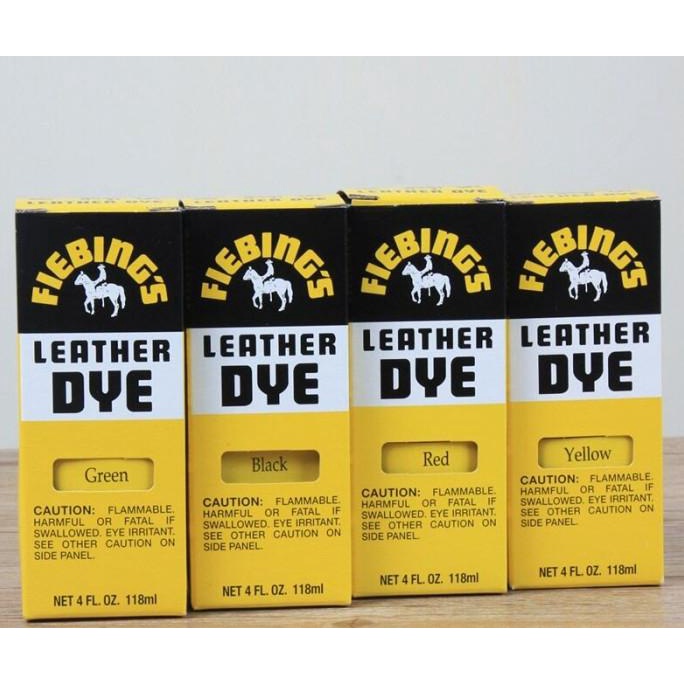 LEATHER DYE
FIEBING'S
LEATHER
DYE
Green
CAUTION: FLAMMABLE.
HARMFUL OR FATAL IF
SWALLOWED. EYE IRRITANT.
SEE OTHER CAUTION ON
SIDE PANEL.
NET 4 FL. OZ. 118ml
FIEBING'S
LEATHER
DYE
Black
CAUTION: FLAMMABLE.
HARMFUL OR FATAL IF
SWALLOWED. EYE IRRITANT.
SEE OTHER CAUTION ON
SIDE PANEL.
NET 4 FL. OZ. 118ml
LEATHER DYE
FIEBING'S
LEATHER
DYE
Red
CAUTION: FLAMMABLE.
HARMFUL OR FATAL IF
SWALLOWED. EYE IRRITANT.
SEE OTHER CAUTION ON
SIDE PANEL.
NET 4 FL. OZ. 118ml
FIEBING'S
LEATHER
DYE
Yellow
CAUTION: FLAMMABLE.
HARMFUL OR FATAL IF
SWALLOWED. EYE IRRITANT.
SEE OTHER CAUTION ON
SIDE PANEL.
NET 4 FL. OZ. 118ml